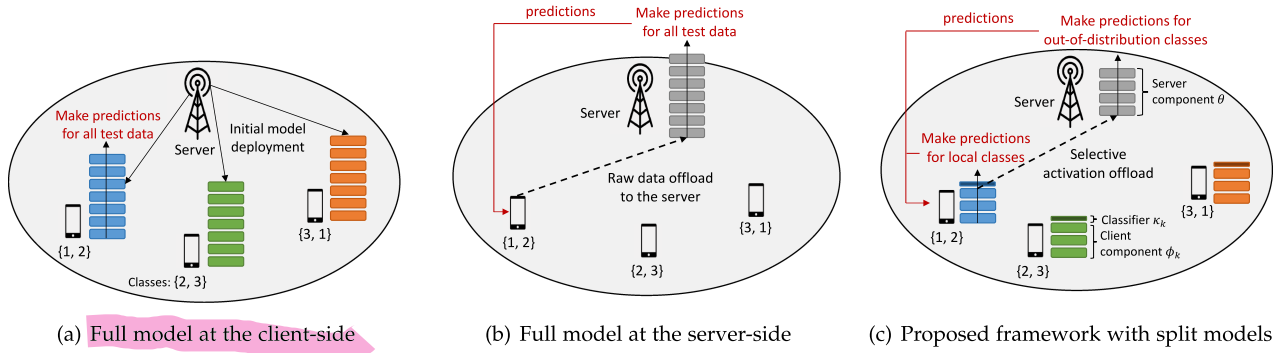 Server
Make predictions
for all test data
Initial model
deployment
{1, 2}
{3, 1}
Classes: {2, 3}
(a) Full model at the client-side
predictions
Make predictions
for all test data
Server
Raw data offload
to the server
{1, 2}
{3, 1}
{2, 3}
(b) Full model at the server-side
predictions
Make predictions for
out-of-distribution classes
Server
Server
component θ
Make predictions
for local classes
Selective
activation offload
{1, 2}
{3, 1}
Classifier κk
Client
component ϕk
{2, 3}
(c) Proposed framework with split models